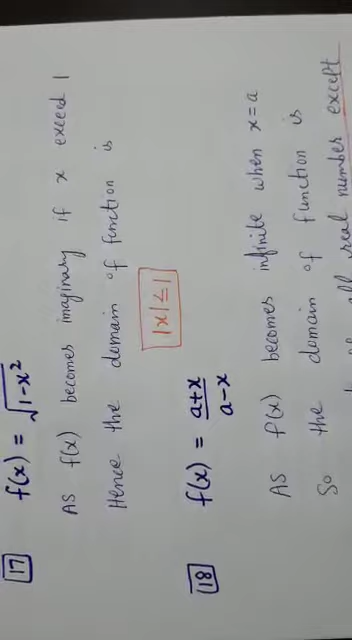 17 f(x) = √1-x²
As f(x) becomes imaginary if x exceed 1
Hence the domain of function is
|x| ≤ 1
18 f(x) = a+x / a-x
As f(x) becomes infinite when x = a
So the domain of function is
all real number except